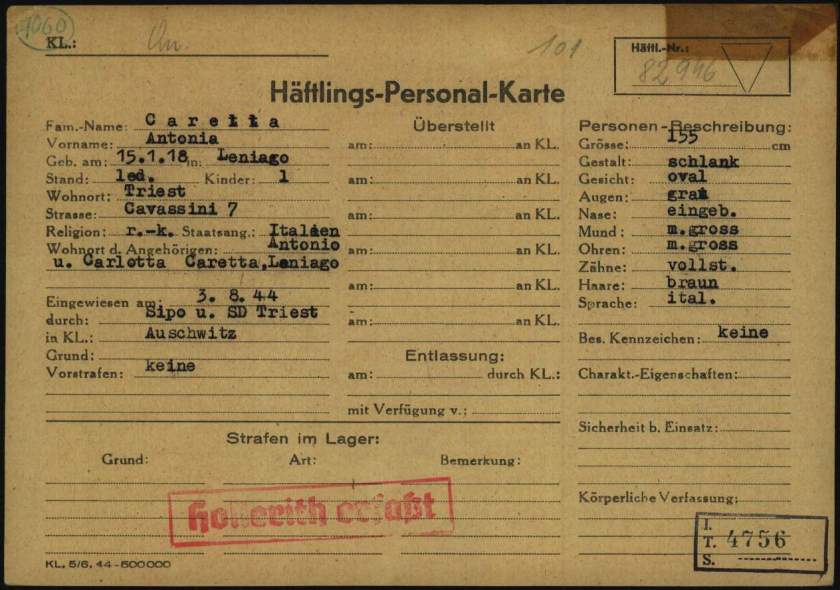 1060
KL.:
101
Häftl.-Nr.:
82946
Häftlings-Personal-Karte
Fam.-Name: Caretta
Vorname: Antonia
Geb. am: 15.1.18 in: Leniago
Stand: led. Kinder: 1
Wohnort: Triest
Strasse: Cavassini 7
Religion: r.-k. Staatsang.: Italien
Wohnort d. Angehörigen: Antonio
u. Carlotta Caretta, Leniago
Eingewiesen am: 3. 8. 44
durch: Sipo u. SD Triest
in KL.: Auschwitz
Grund:
Vorstrafen: keine
Überstellt
am: an KL.
am: an KL.
am: an KL.
am: an KL.
am: an KL.
am: an KL.
Entlassung:
am: durch KL.:
mit Verfügung v.:
Personen-Beschreibung:
Grösse: 155 cm
Gestalt: schlank
Gesicht: oval
Augen: grau
Nase: eingeb.
Mund: m.gross
Ohren: m.gross
Zähne: vollst.
Haare: braun
Sprache: ital.
Bes. Kennzeichen: keine
Charakt.-Eigenschaften:
Sicherheit b. Einsatz:
Körperliche Verfassung:
Strafen im Lager:
Grund: Art: Bemerkung:
Hollerith erfaßt
I.
T. 4756
S.
KL. 5/6. 44-500000